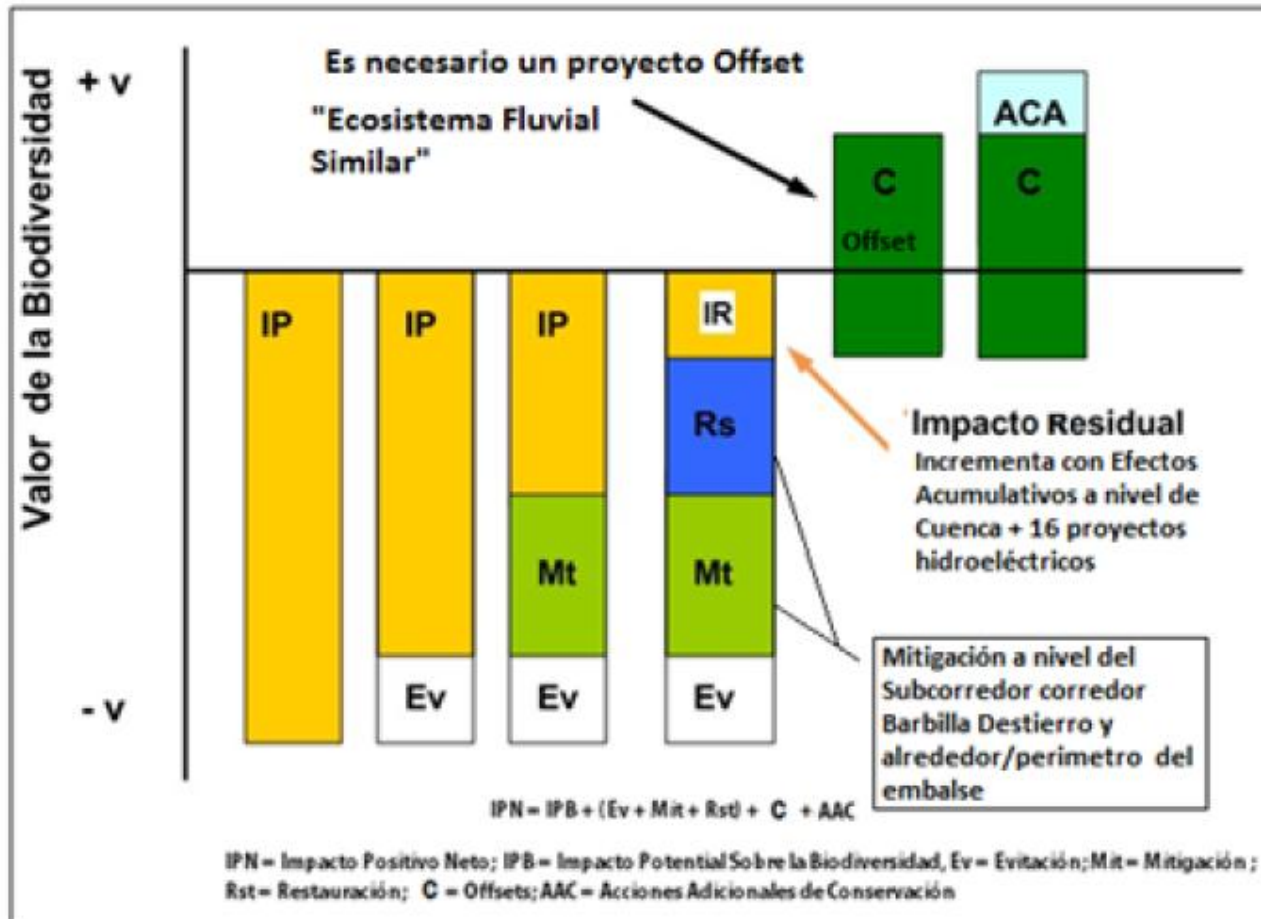 Valor de la Biodiversidad
+ v
- v
Es necesario un proyecto Offset
"Ecosistema Fluvial
Similar"
IP
IP
Ev
IP
Mt
Ev
IR
Rs
Mt
Ev
C
Offset
ACA
C
'Impacto Residual
Incrementa con Efectos
Acumulativos a nivel de
Cuenca + 16 proyectos
hidroeléctricos
Mitigación a nivel del
Subcorredor corredor
Barbilla Destierro y
alrededor/perimetro del
embalse
IPN = IPB + (Ev + Mit + Rst) + C + AAC
IPN = Impacto Positivo Neto; IPB = Impacto Potential Sobre la Biodiversidad, Ev = Evitación; Mit = Mitigación ;
Rst = Restauración; C = Offsets; AAC = Acciones Adicionales de Conservación